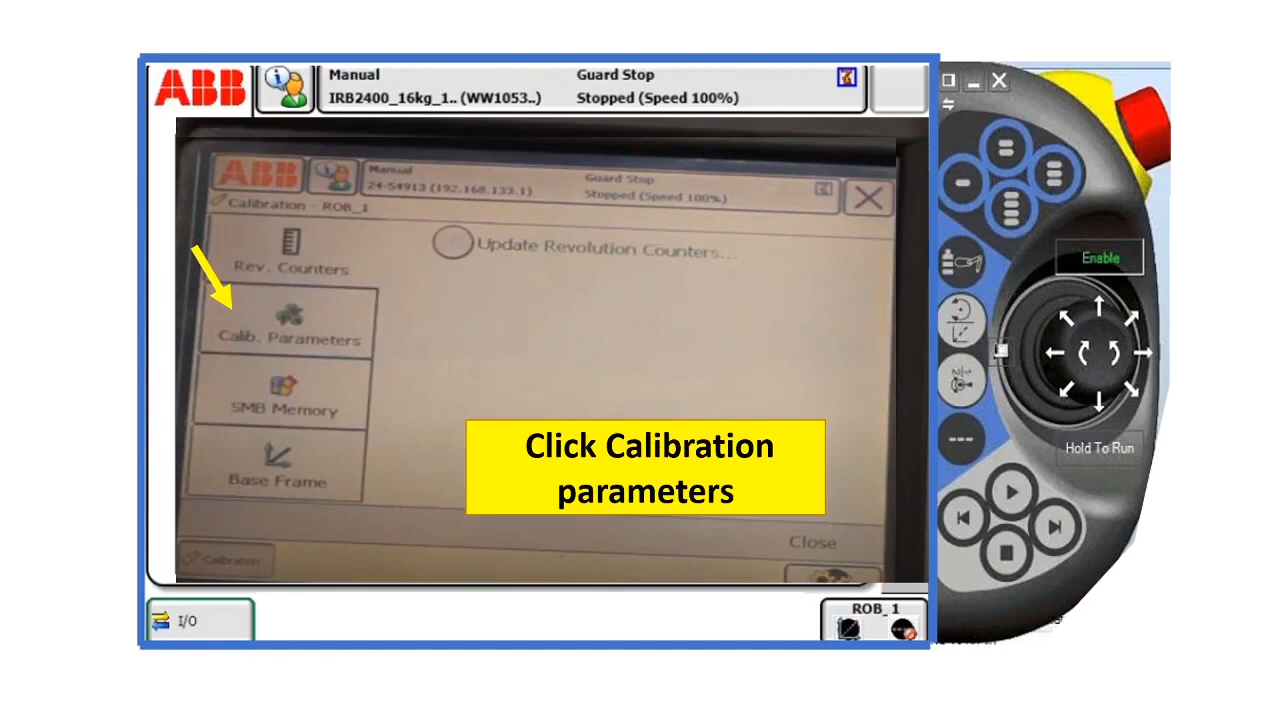 ABB
Manual
IRB2400_16kg_1.. (WW1053..)
Guard Stop
Stopped (Speed 100%)
ABB
Manual
24-54913 (192.168.133.1)
Guard Stop
Stopped (Speed 100%)
Calibration - ROB_1
Rev. Counters
Update Revolution Counters...
Calib. Parameters
SMB Memory
Base Frame
Click Calibration
parameters
Close
Calibration
I/O
ROB_1
Enable
Hold To Run